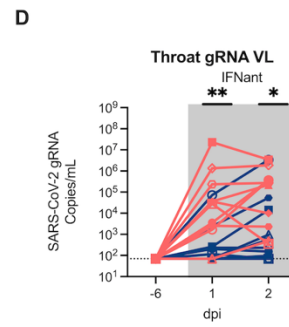 D
Throat gRNA VL
IFNant
** *
SARS-CoV-2 gRNA
Copies/mL
10⁹
10⁸
10⁷
10⁶
10⁵
10⁴
10³
10²
10¹
-6 1 2
dpi